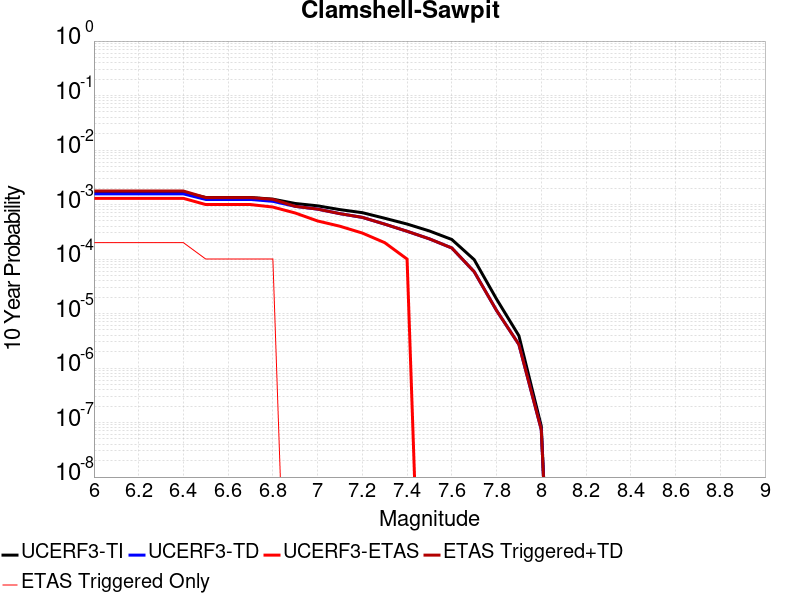 Clamshell-Sawpit
10^0
10^-1
10^-2
10^-3
10^-4
10^-5
10^-6
10^-7
10^-8
10 Year Probability
6 6.2 6.4 6.6 6.8 7 7.2 7.4 7.6 7.8 8 8.2 8.4 8.6 8.8 9
Magnitude
UCERF3-TI UCERF3-TD UCERF3-ETAS ETAS Triggered+TD
ETAS Triggered Only